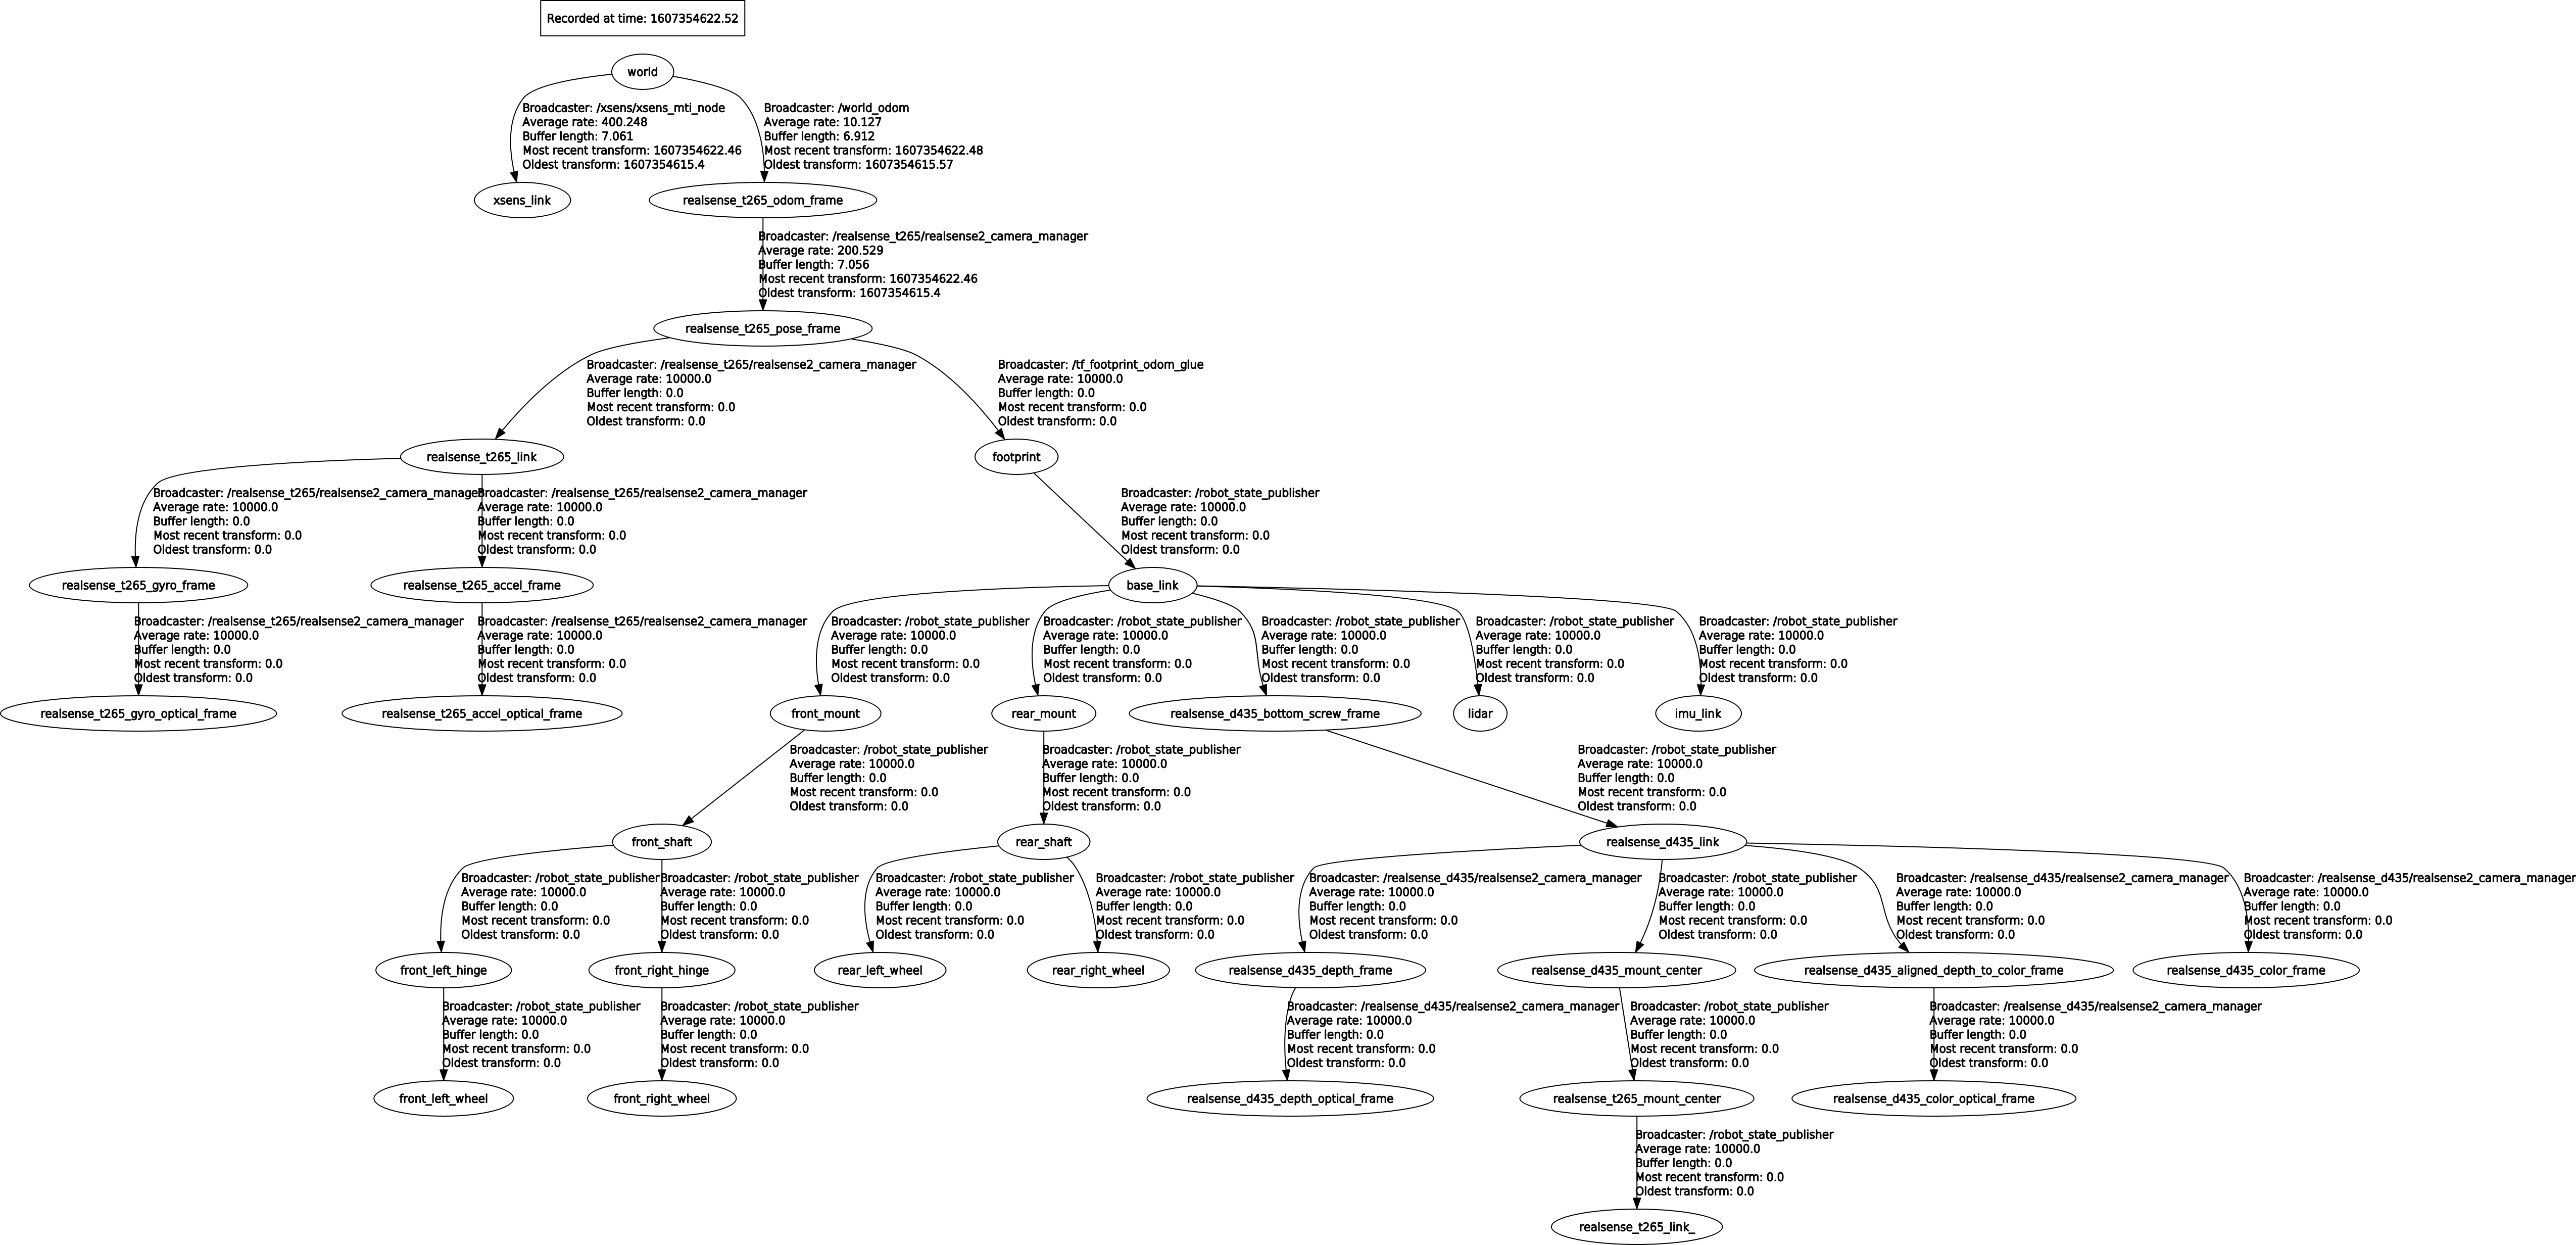 Recorded at time: 1607354622.52
world
Broadcaster: /xsens/xsens_mti_node
Average rate: 400.248
Buffer length: 7.061
Most recent transform: 1607354622.46
Oldest transform: 1607354615.4
Broadcaster: /world_odom
Average rate: 10.127
Buffer length: 6.912
Most recent transform: 1607354622.48
Oldest transform: 1607354615.57
xsens_link
realsense_t265_odom_frame
Broadcaster: /realsense_t265/realsense2_camera_manager
Average rate: 200.529
Buffer length: 7.056
Most recent transform: 1607354622.46
Oldest transform: 1607354615.4
realsense_t265_pose_frame
Broadcaster: /realsense_t265/realsense2_camera_manager
Average rate: 10000.0
Buffer length: 0.0
Most recent transform: 0.0
Oldest transform: 0.0
Broadcaster: /tf_footprint_odom_glue
Average rate: 10000.0
Buffer length: 0.0
Most recent transform: 0.0
Oldest transform: 0.0
realsense_t265_link
footprint
Broadcaster: /realsense_t265/realsense2_camera_manager
Average rate: 10000.0
Buffer length: 0.0
Most recent transform: 0.0
Oldest transform: 0.0
Broadcaster: /realsense_t265/realsense2_camera_manager
Average rate: 10000.0
Buffer length: 0.0
Most recent transform: 0.0
Oldest transform: 0.0
Broadcaster: /robot_state_publisher
Average rate: 10000.0
Buffer length: 0.0
Most recent transform: 0.0
Oldest transform: 0.0
realsense_t265_gyro_frame
realsense_t265_accel_frame
base_link
Broadcaster: /realsense_t265/realsense2_camera_manager
Average rate: 10000.0
Buffer length: 0.0
Most recent transform: 0.0
Oldest transform: 0.0
Broadcaster: /realsense_t265/realsense2_camera_manager
Average rate: 10000.0
Buffer length: 0.0
Most recent transform: 0.0
Oldest transform: 0.0
Broadcaster: /robot_state_publisher
Average rate: 10000.0
Buffer length: 0.0
Most recent transform: 0.0
Oldest transform: 0.0
Broadcaster: /robot_state_publisher
Average rate: 10000.0
Buffer length: 0.0
Most recent transform: 0.0
Oldest transform: 0.0
Broadcaster: /robot_state_publisher
Average rate: 10000.0
Buffer length: 0.0
Most recent transform: 0.0
Oldest transform: 0.0
Broadcaster: /robot_state_publisher
Average rate: 10000.0
Buffer length: 0.0
Most recent transform: 0.0
Oldest transform: 0.0
Broadcaster: /robot_state_publisher
Average rate: 10000.0
Buffer length: 0.0
Most recent transform: 0.0
Oldest transform: 0.0
realsense_t265_gyro_optical_frame
realsense_t265_accel_optical_frame
front_mount
rear_mount
realsense_d435_bottom_screw_frame
lidar
imu_link
Broadcaster: /robot_state_publisher
Average rate: 10000.0
Buffer length: 0.0
Most recent transform: 0.0
Oldest transform: 0.0
Broadcaster: /robot_state_publisher
Average rate: 10000.0
Buffer length: 0.0
Most recent transform: 0.0
Oldest transform: 0.0
Broadcaster: /robot_state_publisher
Average rate: 10000.0
Buffer length: 0.0
Most recent transform: 0.0
Oldest transform: 0.0
front_shaft
rear_shaft
realsense_d435_link
Broadcaster: /robot_state_publisher
Average rate: 10000.0
Buffer length: 0.0
Most recent transform: 0.0
Oldest transform: 0.0
Broadcaster: /robot_state_publisher
Average rate: 10000.0
Buffer length: 0.0
Most recent transform: 0.0
Oldest transform: 0.0
Broadcaster: /robot_state_publisher
Average rate: 10000.0
Buffer length: 0.0
Most recent transform: 0.0
Oldest transform: 0.0
Broadcaster: /robot_state_publisher
Average rate: 10000.0
Buffer length: 0.0
Most recent transform: 0.0
Oldest transform: 0.0
Broadcaster: /realsense_d435/realsense2_camera_manager
Average rate: 10000.0
Buffer length: 0.0
Most recent transform: 0.0
Oldest transform: 0.0
Broadcaster: /robot_state_publisher
Average rate: 10000.0
Buffer length: 0.0
Most recent transform: 0.0
Oldest transform: 0.0
Broadcaster: /realsense_d435/realsense2_camera_manager
Average rate: 10000.0
Buffer length: 0.0
Most recent transform: 0.0
Oldest transform: 0.0
Broadcaster: /realsense_d435/realsense2_camera_manager
Average rate: 10000.0
Buffer length: 0.0
Most recent transform: 0.0
Oldest transform: 0.0
front_left_hinge
front_right_hinge
rear_left_wheel
rear_right_wheel
realsense_d435_depth_frame
realsense_d435_mount_center
realsense_d435_aligned_depth_to_color_frame
realsense_d435_color_frame
Broadcaster: /robot_state_publisher
Average rate: 10000.0
Buffer length: 0.0
Most recent transform: 0.0
Oldest transform: 0.0
Broadcaster: /robot_state_publisher
Average rate: 10000.0
Buffer length: 0.0
Most recent transform: 0.0
Oldest transform: 0.0
Broadcaster: /realsense_d435/realsense2_camera_manager
Average rate: 10000.0
Buffer length: 0.0
Most recent transform: 0.0
Oldest transform: 0.0
Broadcaster: /robot_state_publisher
Average rate: 10000.0
Buffer length: 0.0
Most recent transform: 0.0
Oldest transform: 0.0
Broadcaster: /realsense_d435/realsense2_camera_manager
Average rate: 10000.0
Buffer length: 0.0
Most recent transform: 0.0
Oldest transform: 0.0
front_left_wheel
front_right_wheel
realsense_d435_depth_optical_frame
realsense_t265_mount_center
realsense_d435_color_optical_frame
Broadcaster: /robot_state_publisher
Average rate: 10000.0
Buffer length: 0.0
Most recent transform: 0.0
Oldest transform: 0.0
realsense_t265_link_